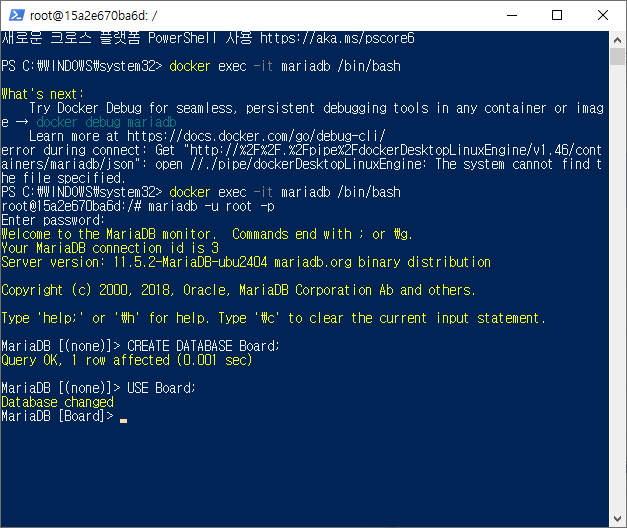 root@15a2e670ba6d: /
새로운 크로스 플랫폼 PowerShell 사용 https://aka.ms/pscore6
PS C:₩WINDOWS₩system32> docker exec -it mariadb /bin/bash
What's next:
    Try Docker Debug for seamless, persistent debugging tools in any container or imag
e → docker debug mariadb
    Learn more at https://docs.docker.com/go/debug-cli/
error during connect: Get "http://%2F%2F.%2Fpipe%2FdockerDesktopLinuxEngine/v1.46/cont
ainers/mariadb/json": open //./pipe/dockerDesktopLinuxEngine: The system cannot find t
he file specified.
PS C:₩WINDOWS₩system32> docker exec -it mariadb /bin/bash
root@15a2e670ba6d:/# mariadb -u root -p
Enter password:
Welcome to the MariaDB monitor.  Commands end with ; or ₩g.
Your MariaDB connection id is 3
Server version: 11.5.2-MariaDB-ubu2404 mariadb.org binary distribution
Copyright (c) 2000, 2018, Oracle, MariaDB Corporation Ab and others.
Type 'help;' or '₩h' for help. Type '₩c' to clear the current input statement.
MariaDB [(none)]> CREATE DATABASE Board;
Query OK, 1 row affected (0.001 sec)
MariaDB [(none)]> USE Board;
Database changed
MariaDB [Board]>